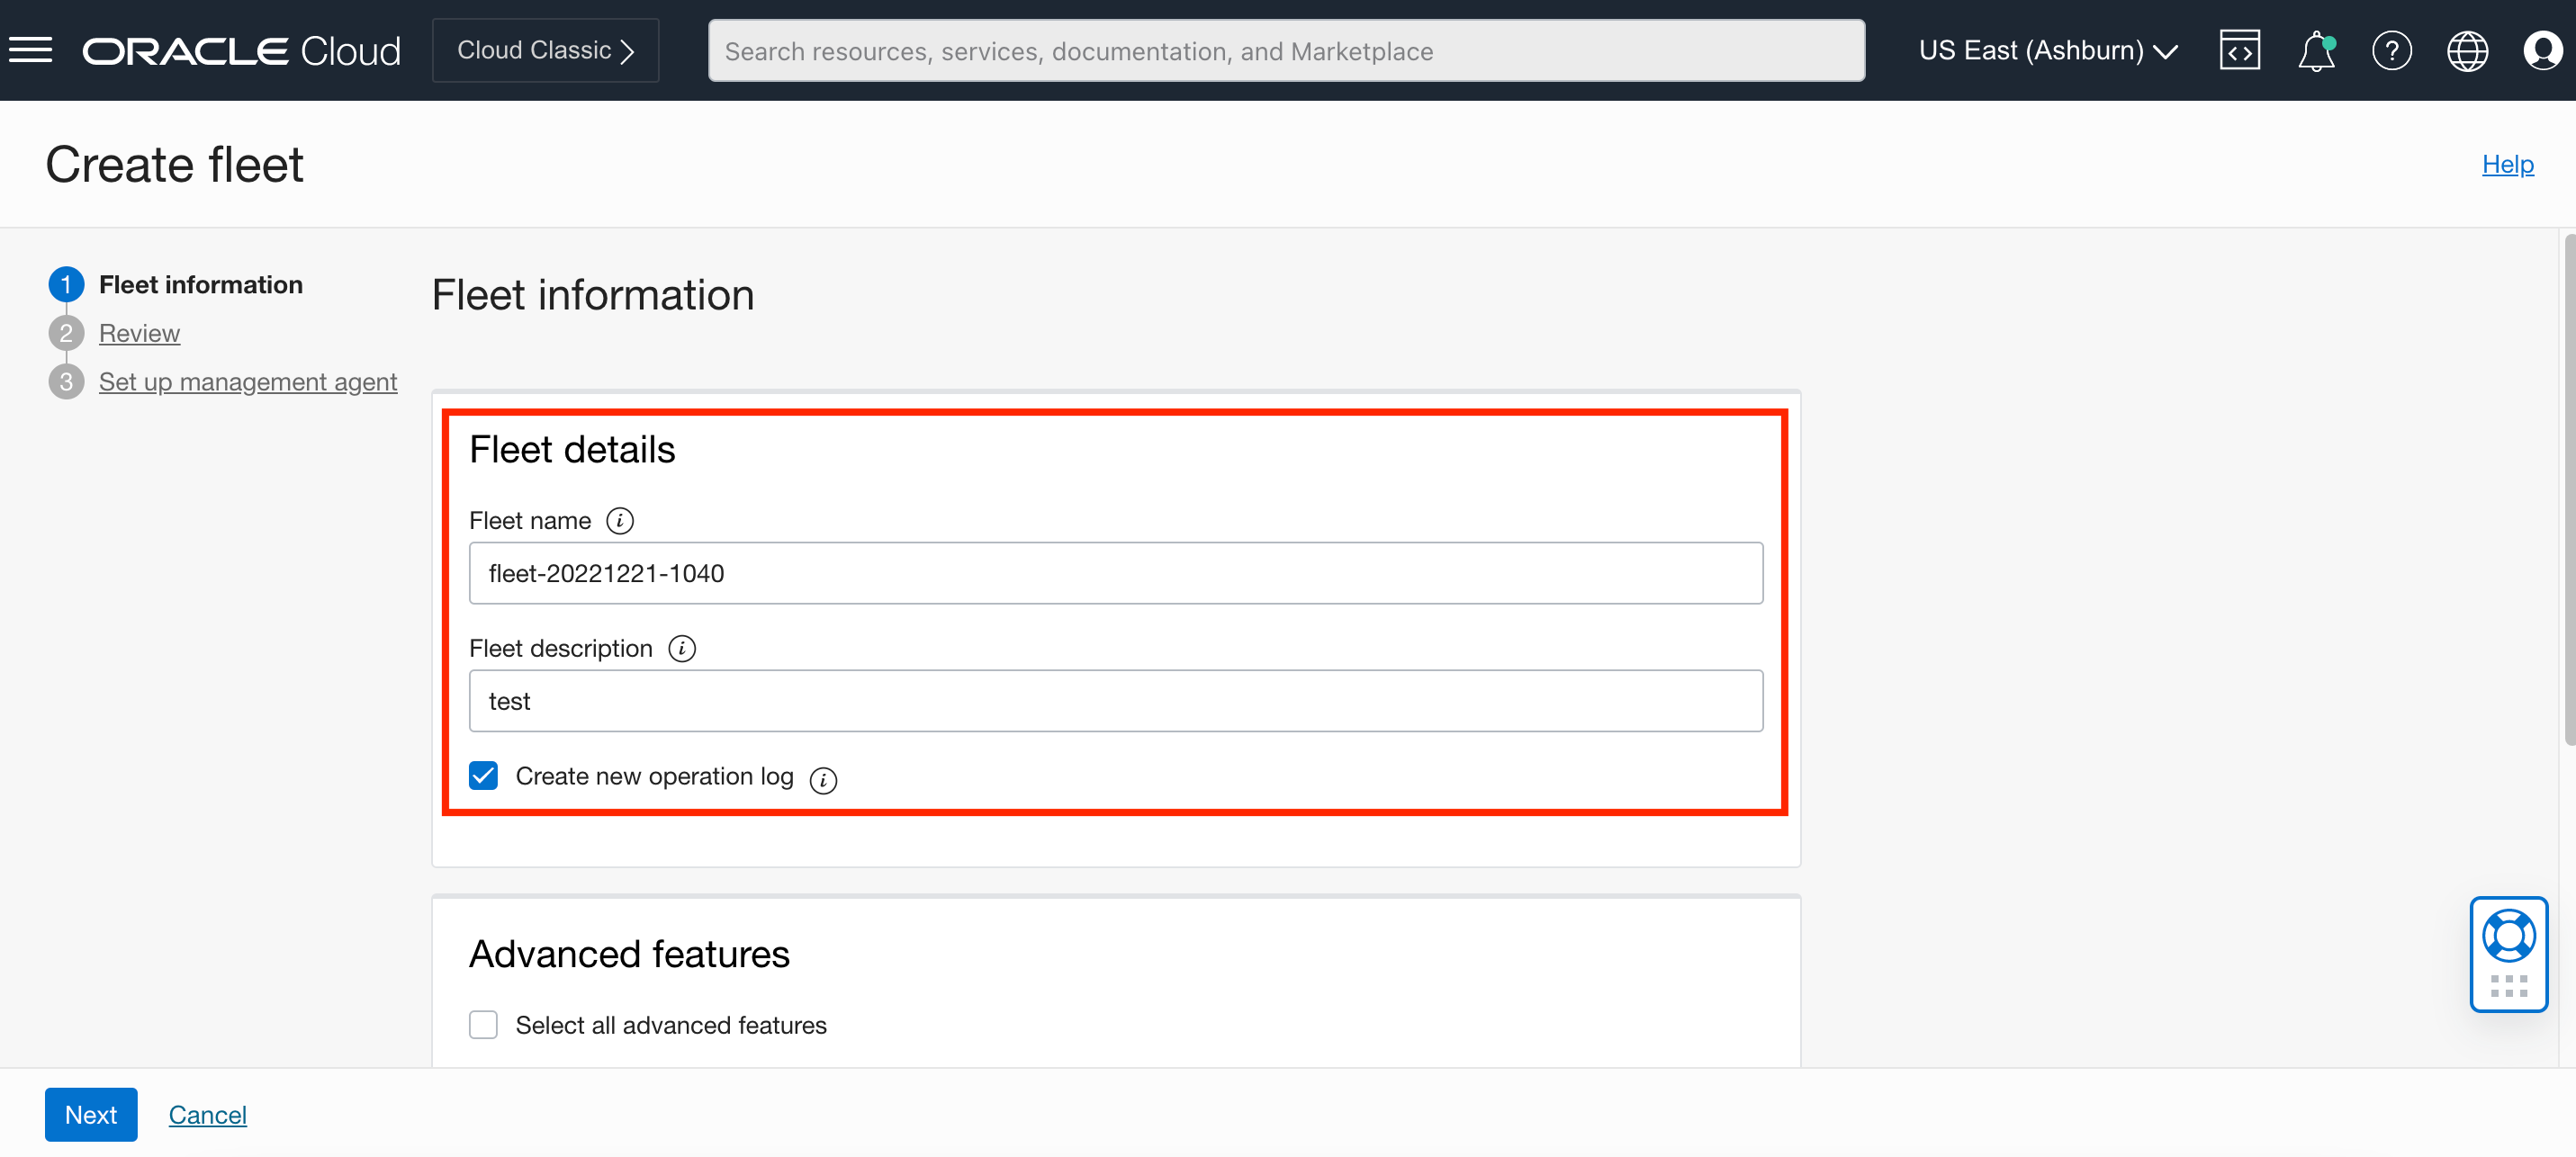 ORACLE Cloud
Cloud Classic
Search resources, services, documentation, and Marketplace
US East (Ashburn)
Create fleet
Help
1 Fleet information
2 Review
3 Set up management agent
Fleet information
Fleet details
Fleet name
fleet-20221221-1040
Fleet description
test
Create new operation log
Advanced features
Select all advanced features
Next
Cancel